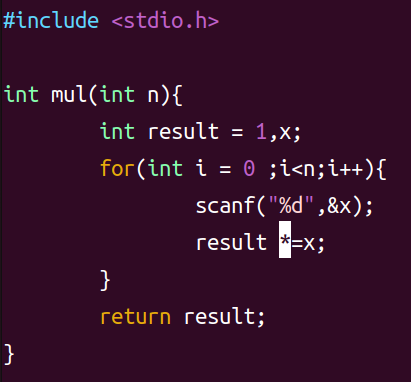 #include <stdio.h>

int mul(int n){
        int result = 1,x;
        for(int i = 0 ;i<n;i++){
                scanf("%d",&x);
                result *=x;
        }
        return result;
}